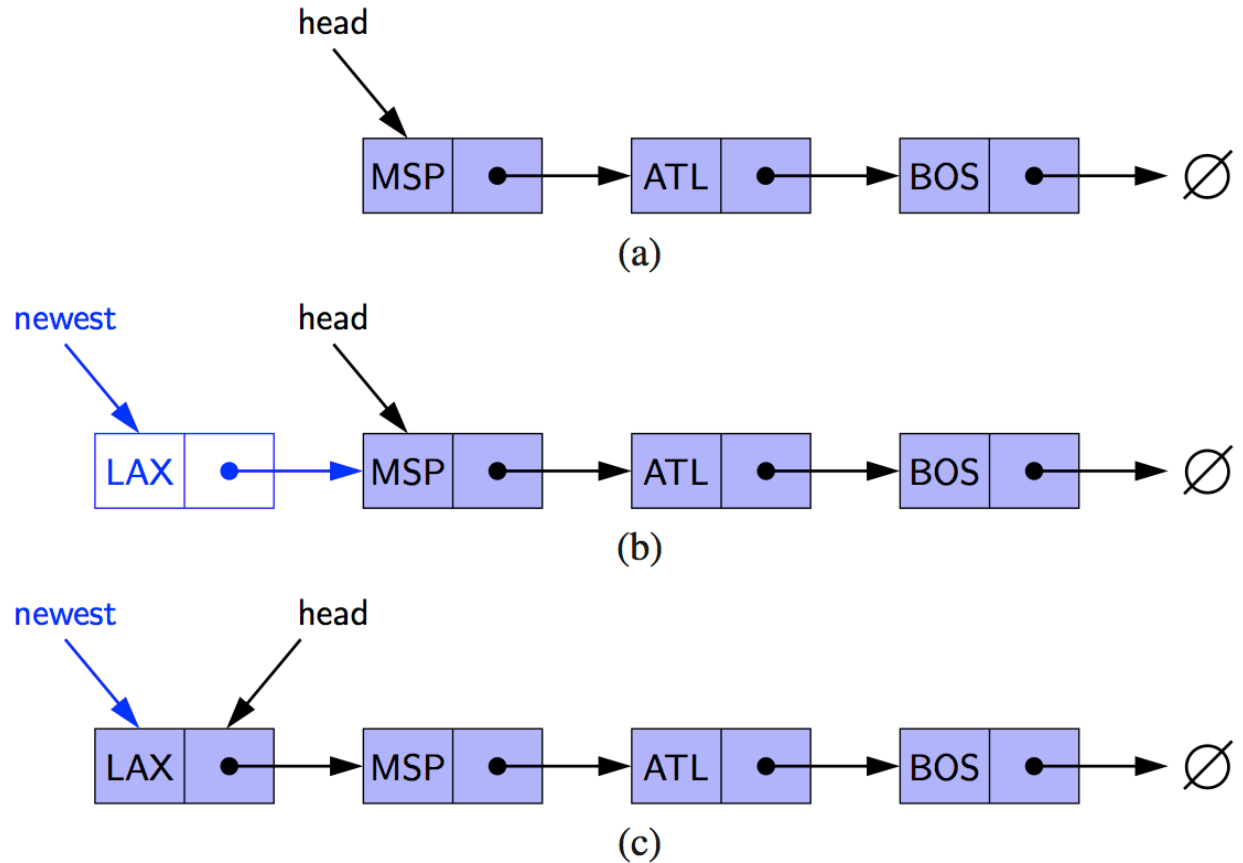 head
MSP ATL BOS ∅
(a)
newest head
LAX MSP ATL BOS ∅
(b)
newest head
LAX MSP ATL BOS ∅
(c)